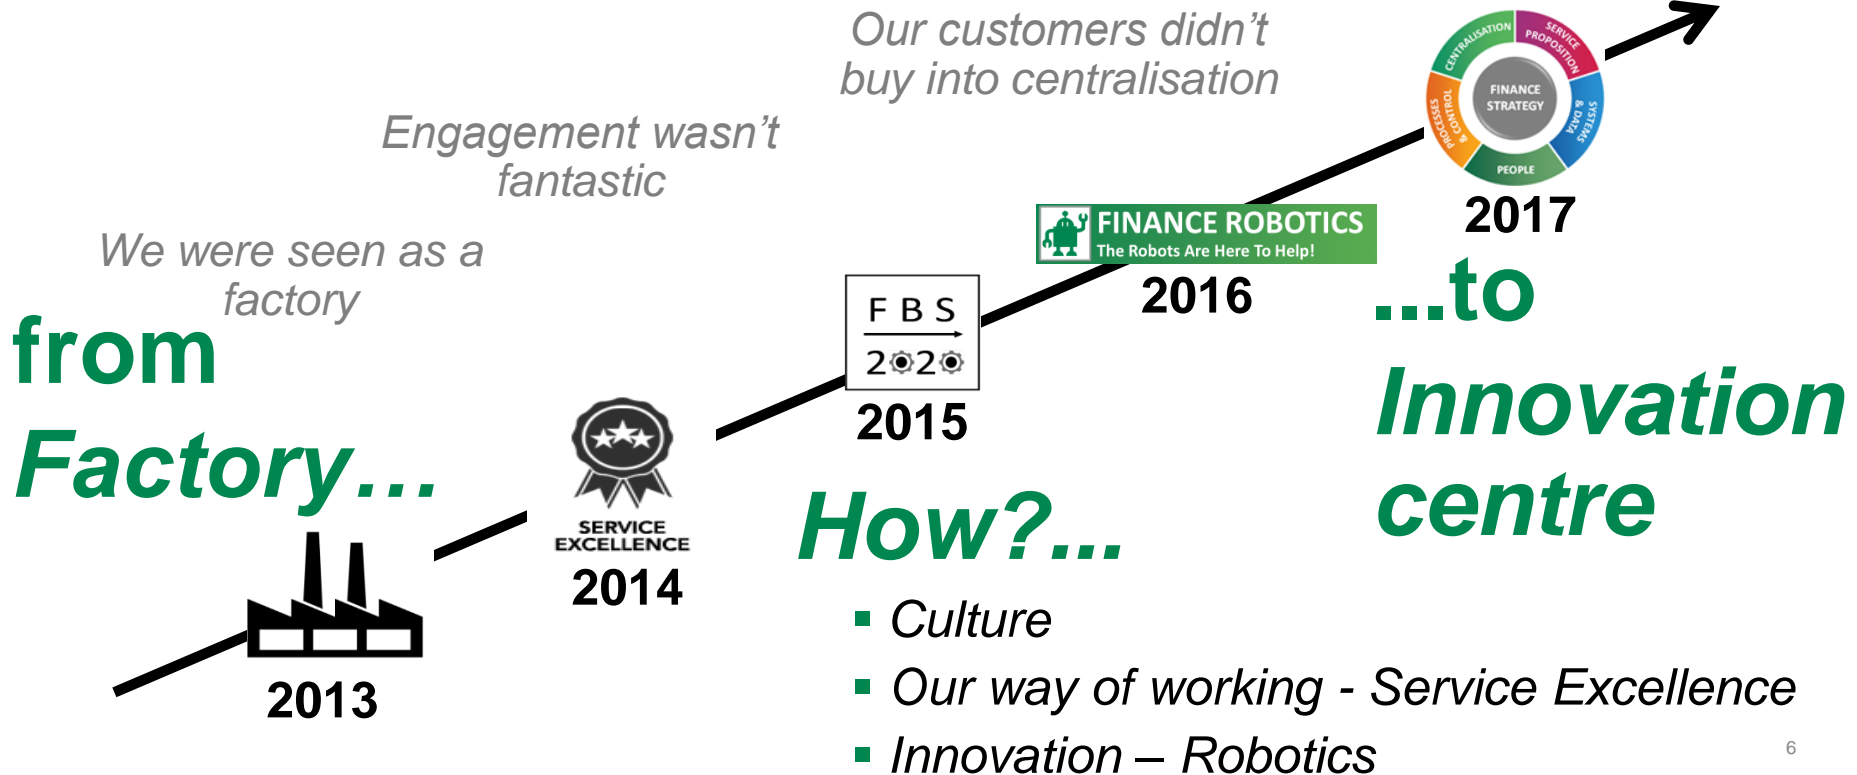 Our customers didn’t
buy into centralisation
Engagement wasn’t
fantastic
We were seen as a
factory
from
Factory…
2013
SERVICE
EXCELLENCE
2014
F B S
2020
2015
FINANCE ROBOTICS
The Robots Are Here To Help!
2016
CENTRALISATION
SERVICE
PROPOSITION
SYSTEMS
& DATA
PEOPLE
PROCESSES
& CONTROL
FINANCE
STRATEGY
2017
...to
Innovation
centre
How?...
▪ Culture
▪ Our way of working - Service Excellence
▪ Innovation – Robotics
6